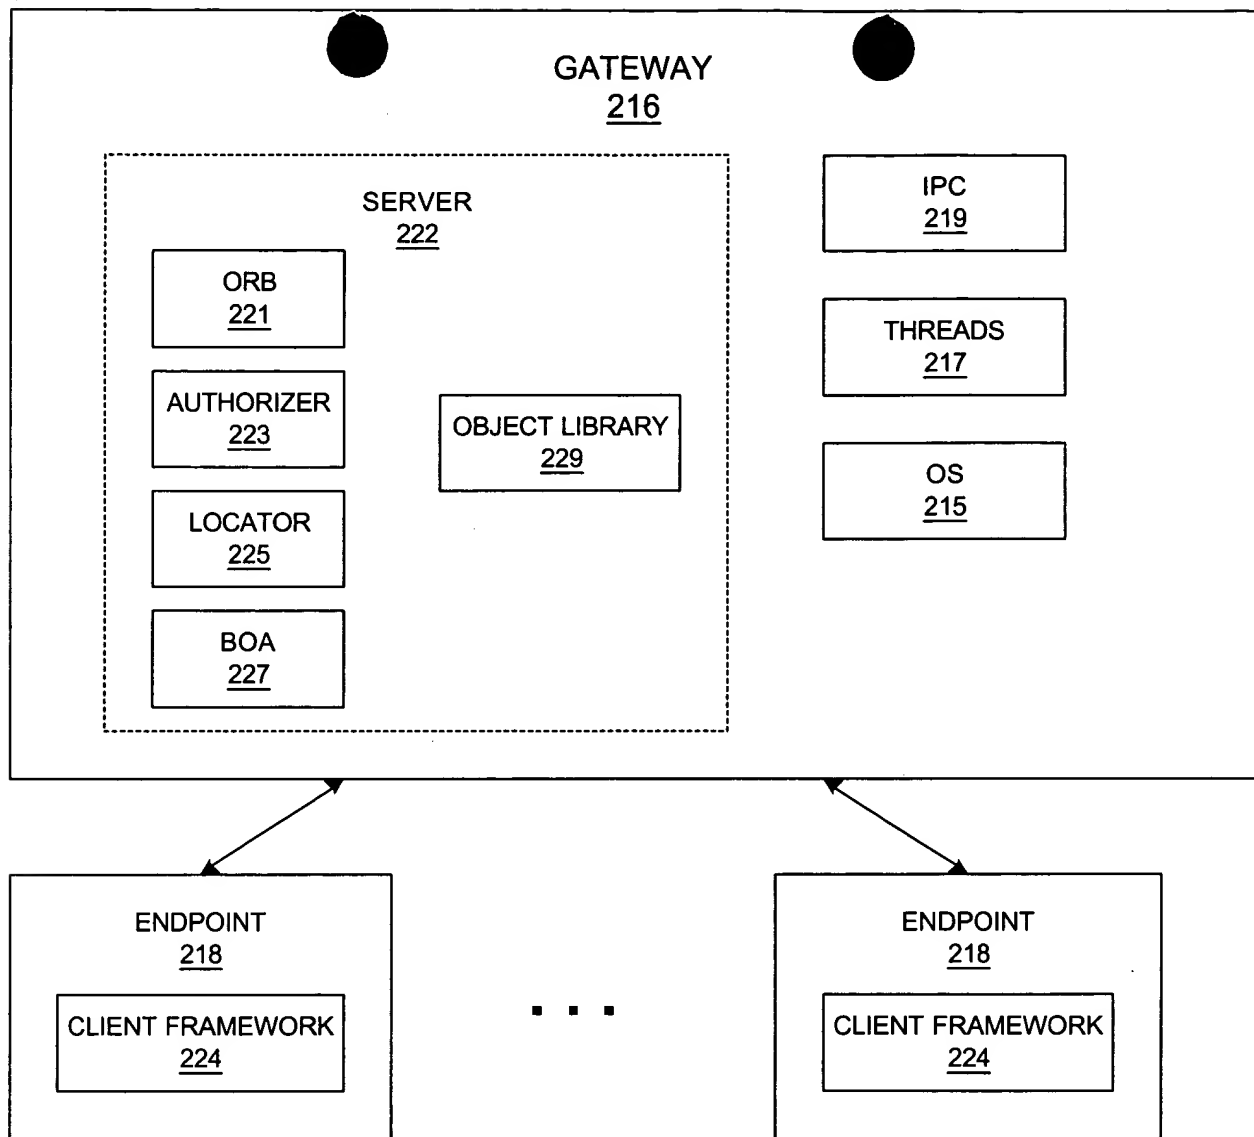 GATEWAY
216
SERVER
222
ORB
221
AUTHORIZER
223
LOCATOR
225
BOA
227
OBJECT LIBRARY
229
IPC
219
THREADS
217
OS
215
ENDPOINT
218
CLIENT FRAMEWORK
224
ENDPOINT
218
CLIENT FRAMEWORK
224